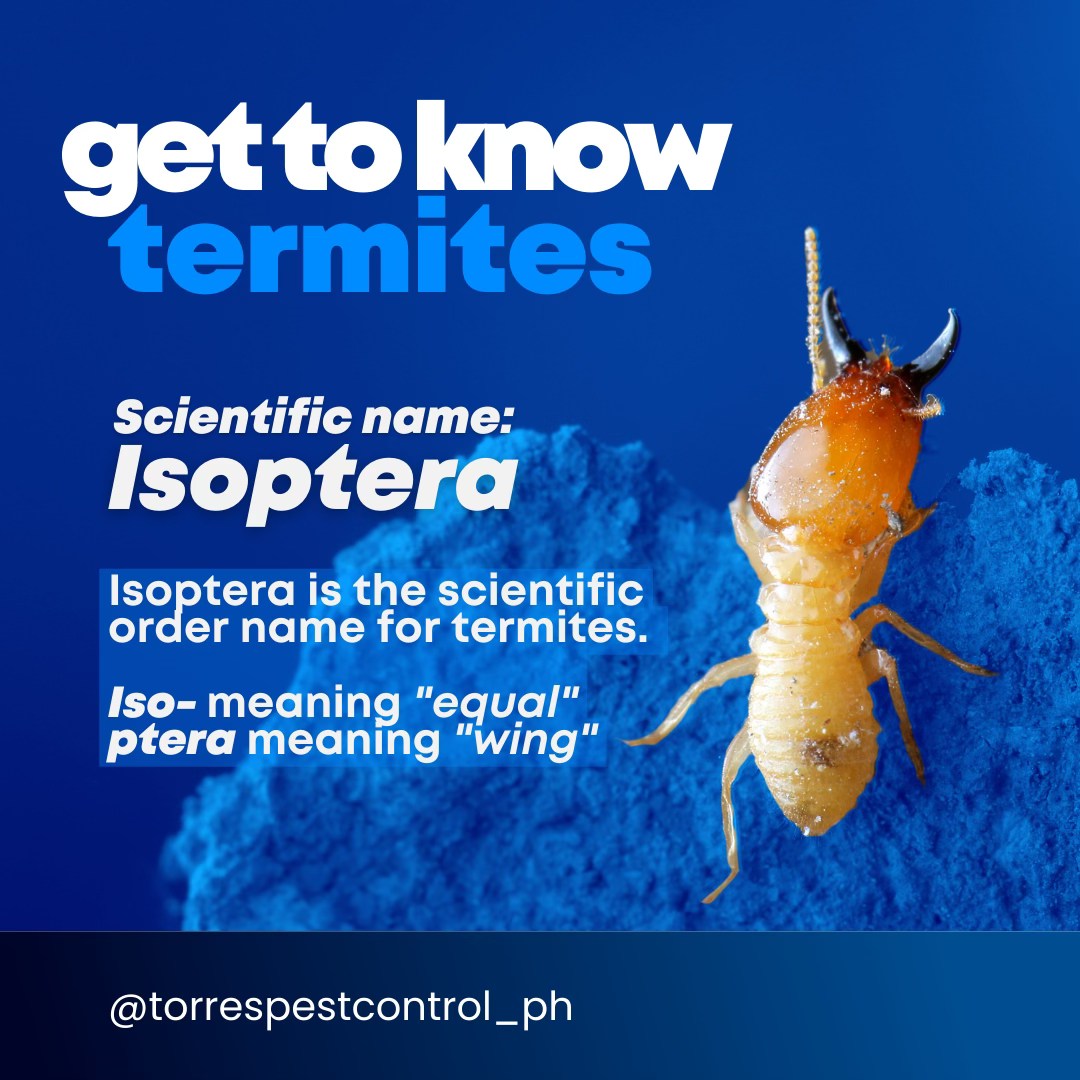 get to know
termites
Scientific name:
Isoptera
Isoptera is the scientific
order name for termites.
Iso- meaning "equal"
ptera meaning "wing"
@torrespestcontrol_ph